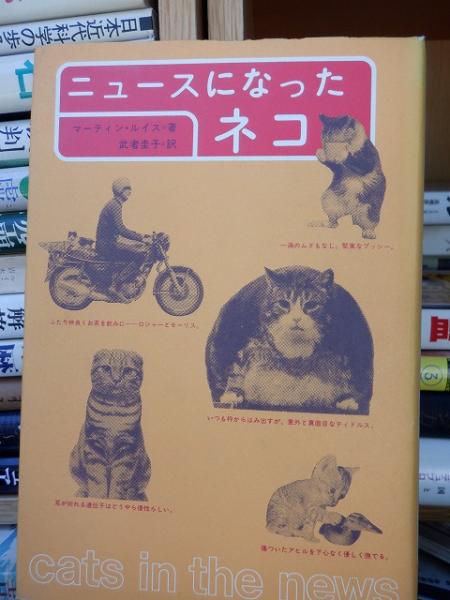 ニュースになった
ネコ
マーティン・ルイス・著
武者圭子・訳
一滴のムダもなし。堅実なプッシー。
ふたり仲良くお茶を飲みに——ロジャーとモーリス。
いつも枠からはみ出すが、意外と真面目なティドルス。
耳が折れる遺伝子はどうやら優性らしい。
傷ついたアヒルを下心なく優しく撫でる。
cats in the news
日本近代科学の歩